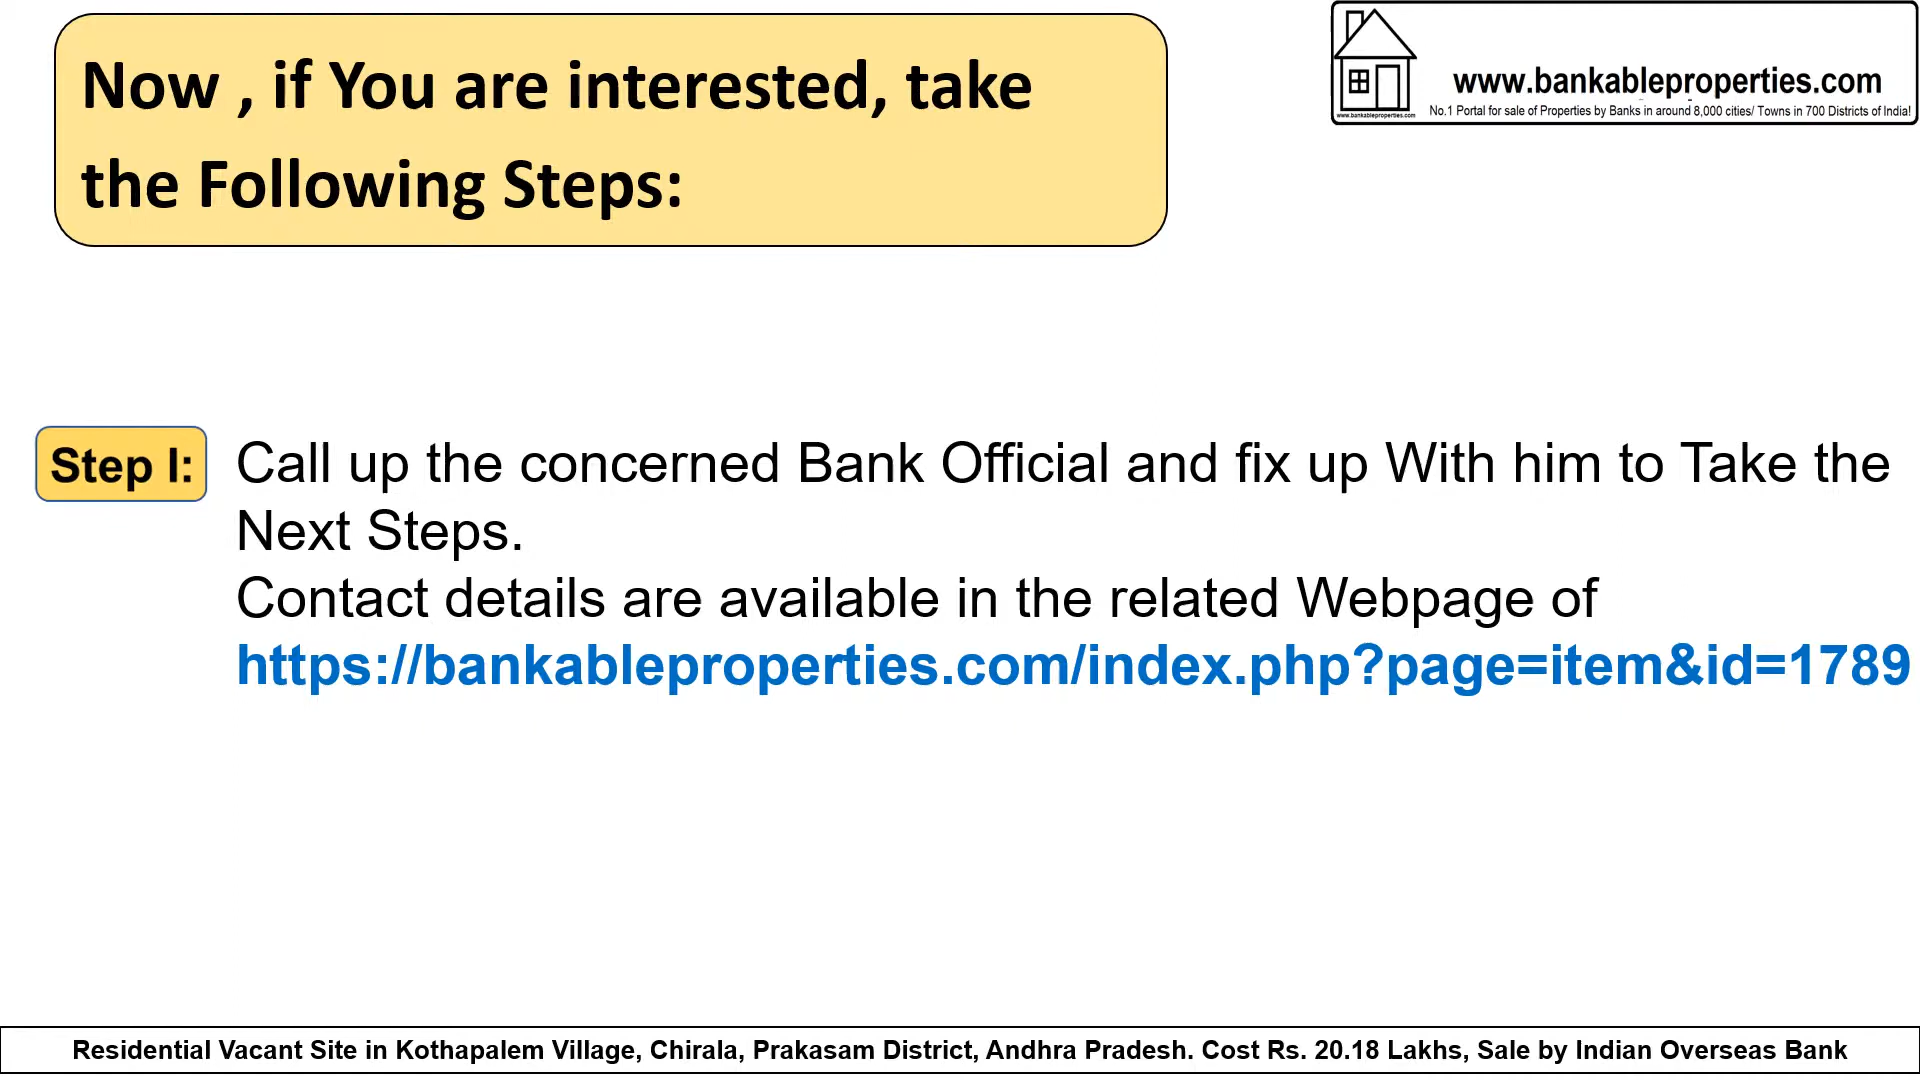 Now , if You are interested, take
the Following Steps:
www.bankableproperties.com
No.1 Portal for sale of Properties by Banks in around 8,000 cities/ Towns in 700 Districts of India!
www.bankableproperties.com
Step I:
Call up the concerned Bank Official and fix up With him to Take the
Next Steps.
Contact details are available in the related Webpage of
https://bankableproperties.com/index.php?page=item&id=1789
Residential Vacant Site in Kothapalem Village, Chirala, Prakasam District, Andhra Pradesh. Cost Rs. 20.18 Lakhs, Sale by Indian Overseas Bank